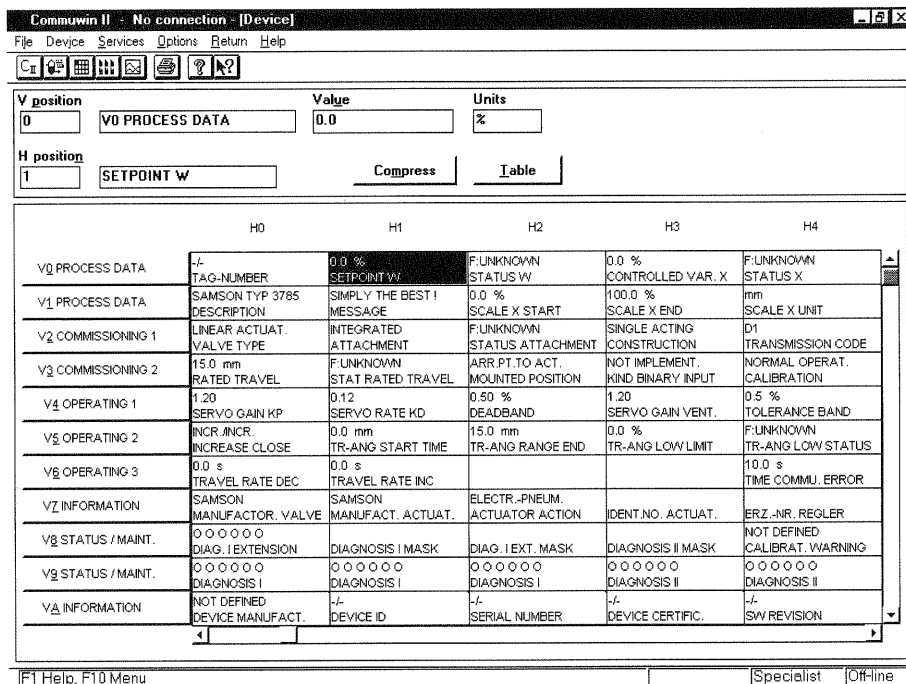 Commuwin II - No connection - [Device]
File Device Services Options Return Help
V position Value Units
0 V0 PROCESS DATA 0.0 %
H position
1 SETPOINT W Compress Table
H0 H1 H2 H3 H4
V0 PROCESS DATA
-/- 0.0 % F:UNKNOWN 0.0 % F:UNKNOWN
TAG-NUMBER SETPOINT W STATUS W CONTROLLED VAR. X STATUS X
V1 PROCESS DATA
SAMSON TYP 3785 SIMPLY THE BEST ! 0.0 % 100.0 % mm
DESCRIPTION MESSAGE SCALE X START SCALE X END SCALE X UNIT
V2 COMMISSIONING 1
LINEAR ACTUAT. INTEGRATED F:UNKNOWN SINGLE ACTING D1
VALVE TYPE ATTACHMENT STATUS ATTACHMENT CONSTRUCTION TRANSMISSION CODE
V3 COMMISSIONING 2
15.0 mm F:UNKNOWN ARR.PT.TO ACT. NOT IMPLEMENT. NORMAL OPERAT.
RATED TRAVEL STAT RATED TRAVEL MOUNTED POSITION KIND BINARY INPUT CALIBRATION
V4 OPERATING 1
1.20 0.12 0.50 % 1.20 0.5 %
SERVO GAIN KP SERVO RATE KD DEADBAND SERVO GAIN VENT. TOLERANCE BAND
V5 OPERATING 2
INCR./INCR. 0.0 mm 15.0 mm 0.0 % F:UNKNOWN
INCREASE CLOSE TR-ANG START TIME TR-ANG RANGE END TR-ANG LOW LIMIT TR-ANG LOW STATUS
V6 OPERATING 3
0.0 s 0.0 s 10.0 s
TRAVEL RATE DEC TRAVEL RATE INC TIME COMMU. ERROR
V7 INFORMATION
SAMSON SAMSON ELECTR.-PNEUM.
MANUFACTOR. VALVE MANUFACT. ACTUAT. ACTUATOR ACTION IDENT.NO. ACTUAT. ERZ.-NR. REGLER
V8 STATUS / MAINT.
O O O O O O NOT DEFINED
DIAG. I EXTENSION DIAGNOSIS I MASK DIAG. I EXT. MASK DIAGNOSIS II MASK CALIBRAT. WARNING
V9 STATUS / MAINT.
O O O O O O O O O O O O O O O O O O O O O O O O O O O O O O
DIAGNOSIS I DIAGNOSIS I DIAGNOSIS I DIAGNOSIS II DIAGNOSIS II
VA INFORMATION
NOT DEFINED -/- -/- -/- -/-
DEVICE MANUFACT. DEVICE ID SERIAL NUMBER DEVICE CERTIFIC. SW REVISION
F1 Help, F10 Menu Specialist Off-line